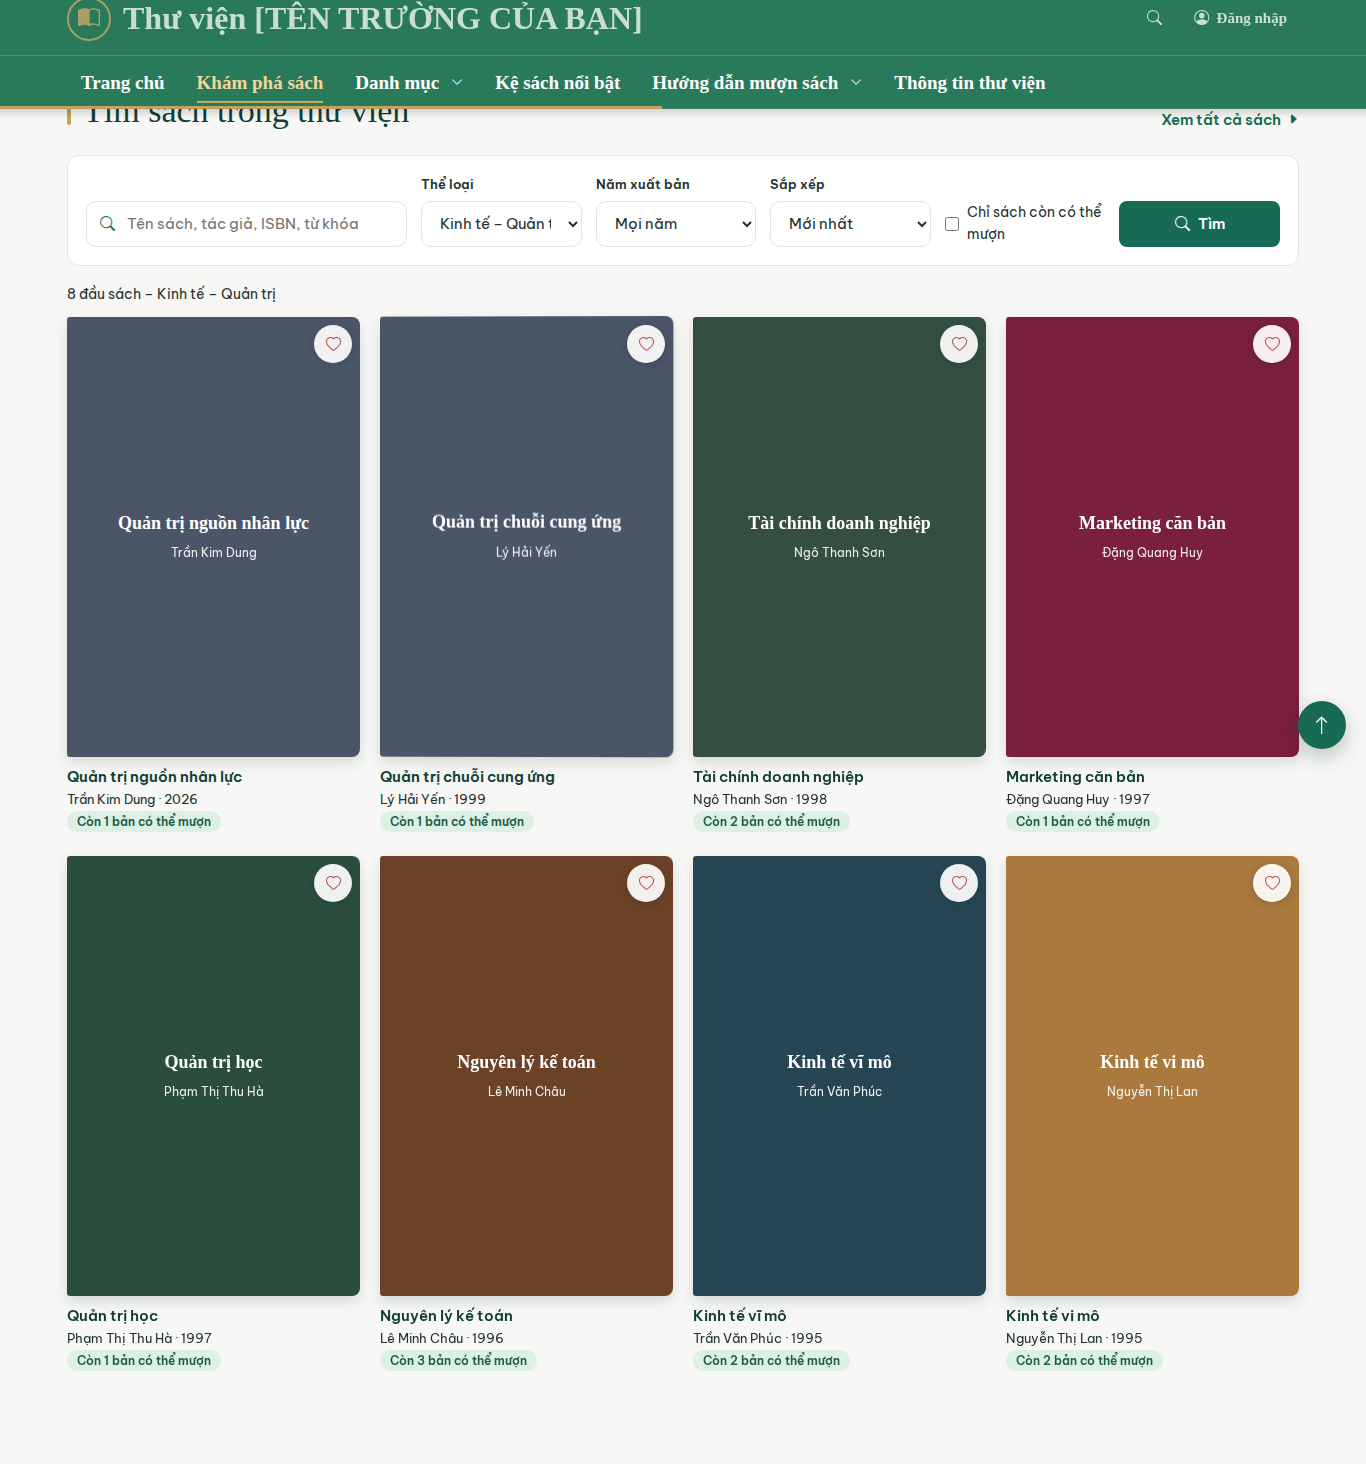 Thư viện [TÊN TRƯỜNG CỦA BẠN]
Đăng nhập
Trang chủ
Khám phá sách
Danh mục
Kệ sách nổi bật
Hướng dẫn mượn sách
Thông tin thư viện
Tìm sách trong thư viện
Xem tất cả sách
Thể loại
Năm xuất bản
Sắp xếp
Tên sách, tác giả, ISBN, từ khóa
Kinh tế – Quản t
Mọi năm
Mới nhất
Chỉ sách còn có thể
mượn
Tìm
8 đầu sách – Kinh tế – Quản trị
Quản trị nguồn nhân lực
Trần Kim Dung
Quản trị chuỗi cung ứng
Lý Hải Yến
Tài chính doanh nghiệp
Ngô Thanh Sơn
Marketing căn bản
Đặng Quang Huy
Quản trị nguồn nhân lực
Trần Kim Dung · 2026
Còn 1 bản có thể mượn
Quản trị chuỗi cung ứng
Lý Hải Yến · 1999
Còn 1 bản có thể mượn
Tài chính doanh nghiệp
Ngô Thanh Sơn · 1998
Còn 2 bản có thể mượn
Marketing căn bản
Đặng Quang Huy · 1997
Còn 1 bản có thể mượn
Quản trị học
Phạm Thị Thu Hà
Nguyên lý kế toán
Lê Minh Châu
Kinh tế vĩ mô
Trần Văn Phúc
Kinh tế vi mô
Nguyễn Thị Lan
Quản trị học
Phạm Thị Thu Hà · 1997
Còn 1 bản có thể mượn
Nguyên lý kế toán
Lê Minh Châu · 1996
Còn 3 bản có thể mượn
Kinh tế vĩ mô
Trần Văn Phúc · 1995
Còn 2 bản có thể mượn
Kinh tế vi mô
Nguyễn Thị Lan · 1995
Còn 2 bản có thể mượn